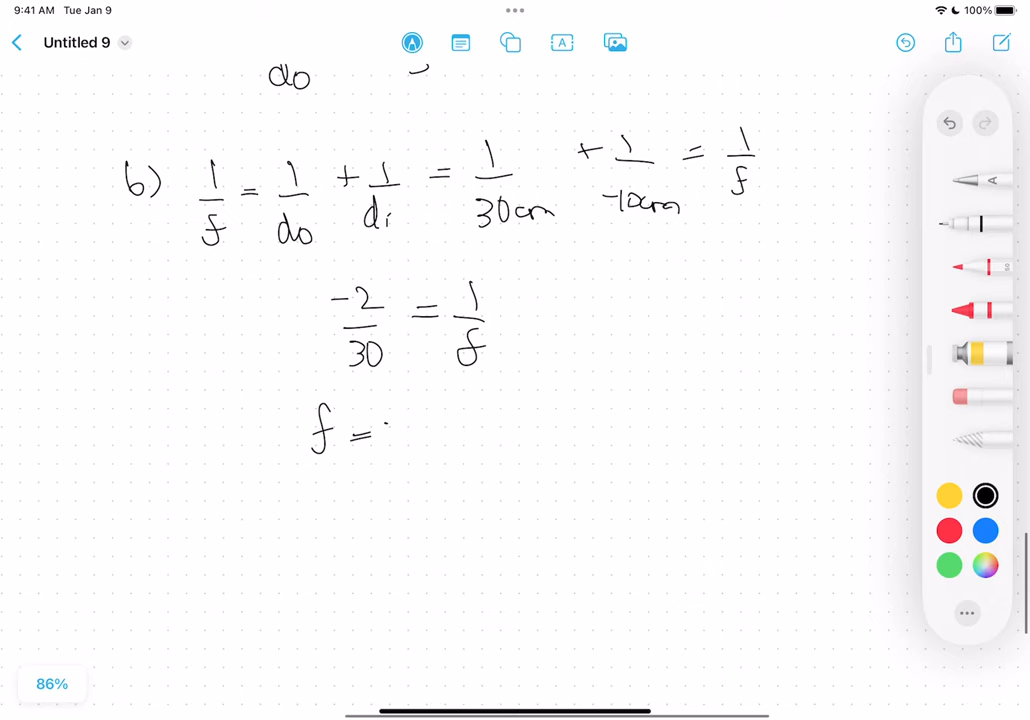 9:41 AM Tue Jan 9
100%
Untitled 9
do
b) 1/f = 1/do + 1/di = 1/30cm + 1/-10cm = 1/f
-2/30 = 1/f
f =
86%